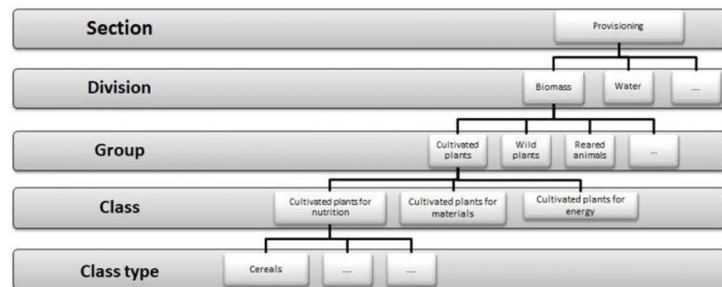 Section
Provisioning
Division
Biomass
Water
....
Group
Cultivated
plants
Wild
plants
Reared
animals
...
Class
Cultivated plants for
nutrition
Cultivated plants for
materials
Cultivated plants for
energy
Class type
Cereals
....
....